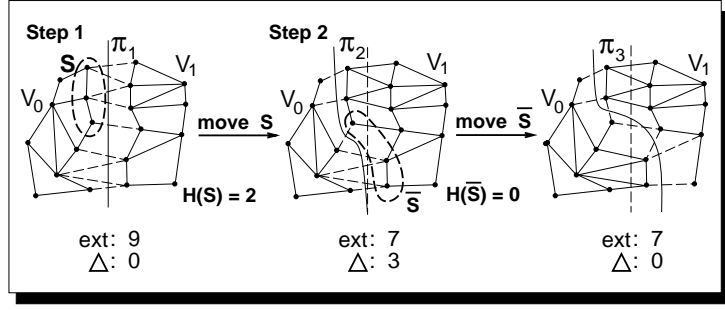 Step 1
π1
S
V0
V1
H(S) = 2
ext: 9
△: 0
move S
Step 2
π2
V0
V1
S̅
H(S̅) = 0
ext: 7
△: 3
move S̅
π3
V0
V1
ext: 7
△: 0